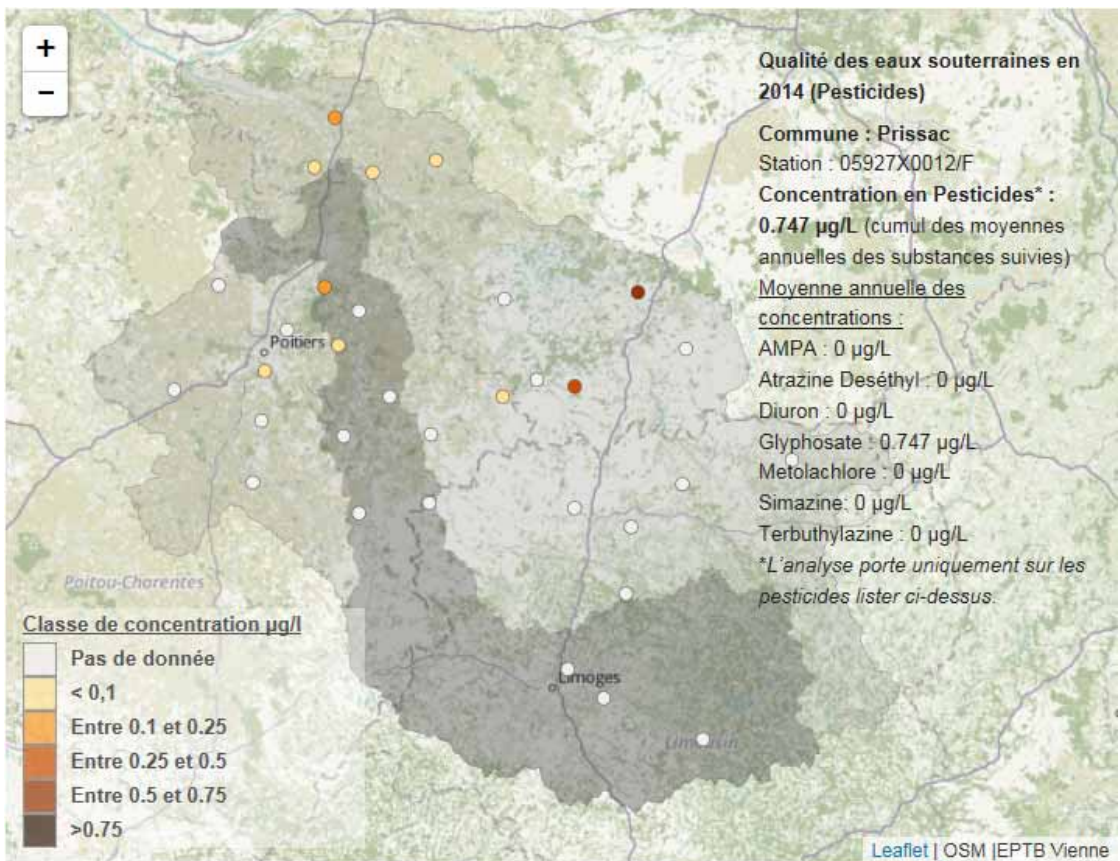 +
−
Qualité des eaux souterraines en
2014 (Pesticides)
Commune : Prissac
Station : 05927X0012/F
Concentration en Pesticides* :
0.747 µg/L (cumul des moyennes
annuelles des substances suivies)
Moyenne annuelle des
concentrations :
AMPA : 0 µg/L
Atrazine Deséthyl : 0 µg/L
Diuron : 0 µg/L
Glyphosate : 0.747 µg/L
Metolachlore : 0 µg/L
Simazine: 0 µg/L
Terbuthylazine : 0 µg/L
*L'analyse porte uniquement sur les
pesticides lister ci-dessus.
Poitiers
Poitou-Charentes
Limoges
Limousin
Classe de concentration µg/l
Pas de donnée
< 0,1
Entre 0.1 et 0.25
Entre 0.25 et 0.5
Entre 0.5 et 0.75
>0.75
Leaflet | OSM |EPTB Vienne